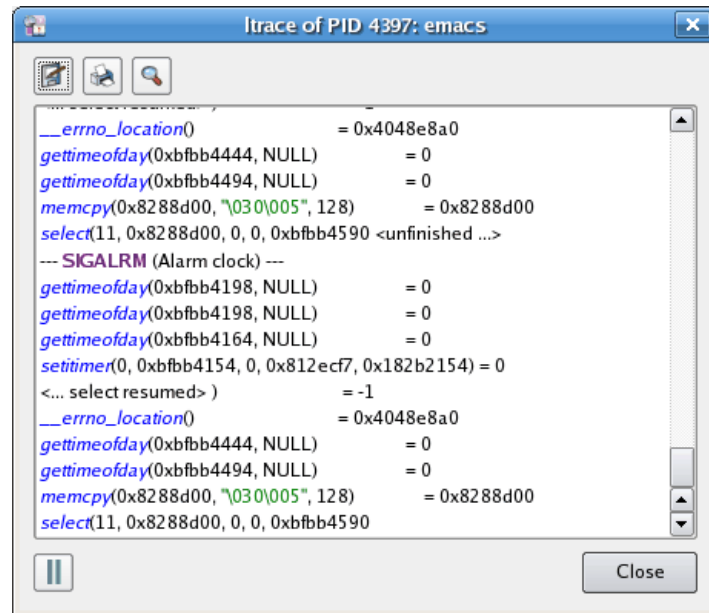 ltrace of PID 4397: emacs
__errno_location() = 0x4048e8a0
gettimeofday(0xbfbb4444, NULL) = 0
gettimeofday(0xbfbb4494, NULL) = 0
memcpy(0x8288d00, "\030\005", 128) = 0x8288d00
select(11, 0x8288d00, 0, 0, 0xbfbb4590 <unfinished ...>
--- SIGALRM (Alarm clock) ---
gettimeofday(0xbfbb4198, NULL) = 0
gettimeofday(0xbfbb4198, NULL) = 0
gettimeofday(0xbfbb4164, NULL) = 0
setitimer(0, 0xbfbb4154, 0, 0x812ecf7, 0x182b2154) = 0
<... select resumed> ) = -1
__errno_location() = 0x4048e8a0
gettimeofday(0xbfbb4444, NULL) = 0
gettimeofday(0xbfbb4494, NULL) = 0
memcpy(0x8288d00, "\030\005", 128) = 0x8288d00
select(11, 0x8288d00, 0, 0, 0xbfbb4590
Close